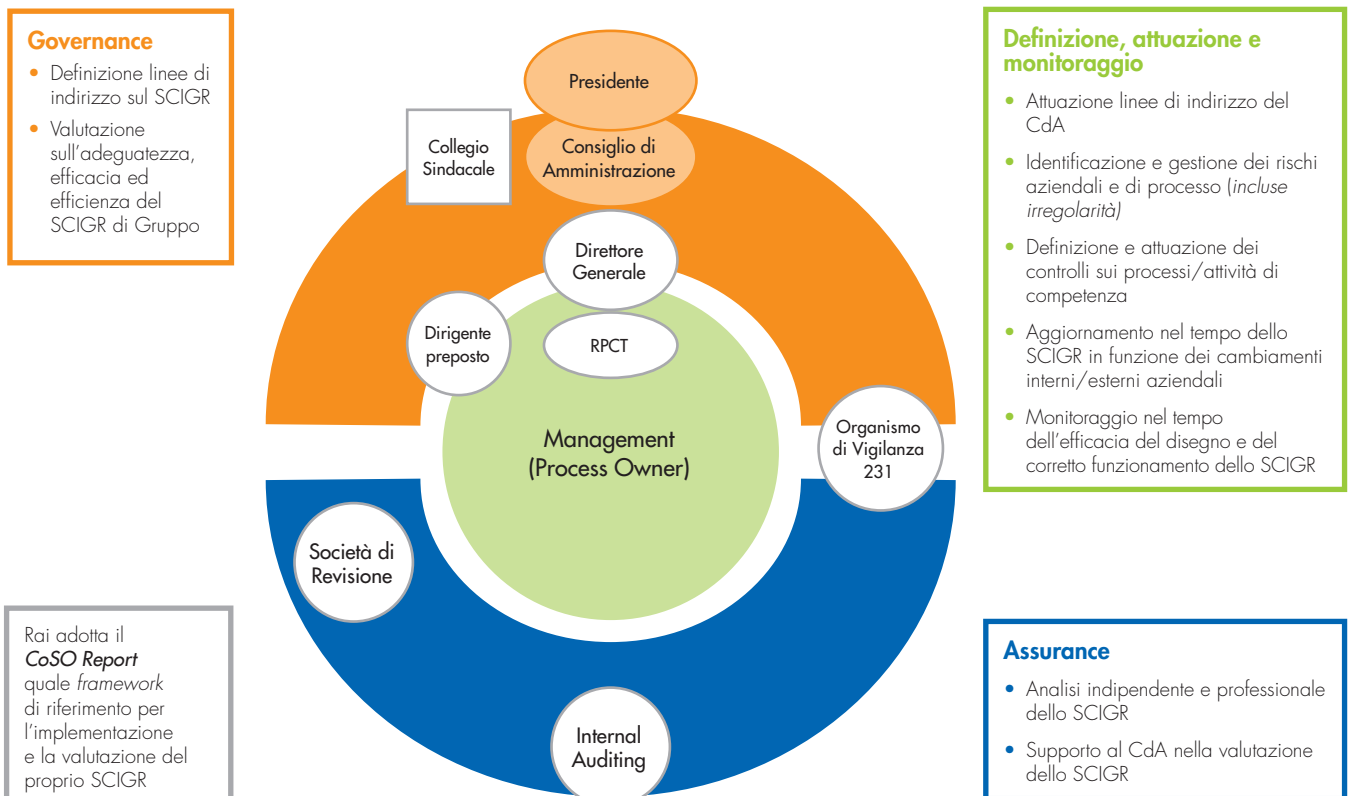 Governance
• Definizione linee di
indirizzo sul SCIGR
• Valutazione
sull'adeguatezza,
efficacia ed
efficienza del
SCIGR di Gruppo
Presidente
Consiglio di
Amministrazione
Collegio
Sindacale
Direttore
Generale
Dirigente
preposto
RPCT
Management
(Process Owner)
Organismo
di Vigilanza
231
Società di
Revisione
Internal
Auditing
Definizione, attuazione e
monitoraggio
• Attuazione linee di indirizzo del
CdA
• Identificazione e gestione dei rischi
aziendali e di processo (incluse
irregolarità)
• Definizione e attuazione dei
controlli sui processi/attività di
competenza
• Aggiornamento nel tempo dello
SCIGR in funzione dei cambiamenti
interni/esterni aziendali
• Monitoraggio nel tempo
dell'efficacia del disegno e del
corretto funzionamento dello SCIGR
Rai adotta il
CoSO Report
quale framework
di riferimento per
l'implementazione
e la valutazione del
proprio SCIGR
Assurance
• Analisi indipendente e professionale
dello SCIGR
• Supporto al CdA nella valutazione
dello SCIGR